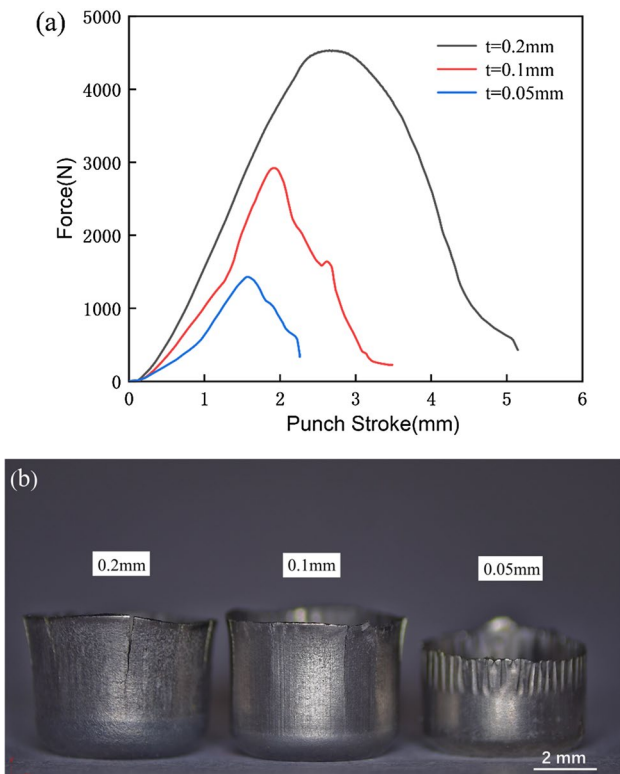 (a)
5000
4000
3000
2000
1000
0
Force(N)
t=0.2mm
t=0.1mm
t=0.05mm
0 1 2 3 4 5 6
Punch Stroke(mm)
(b)
0.2mm
0.1mm
0.05mm
2 mm